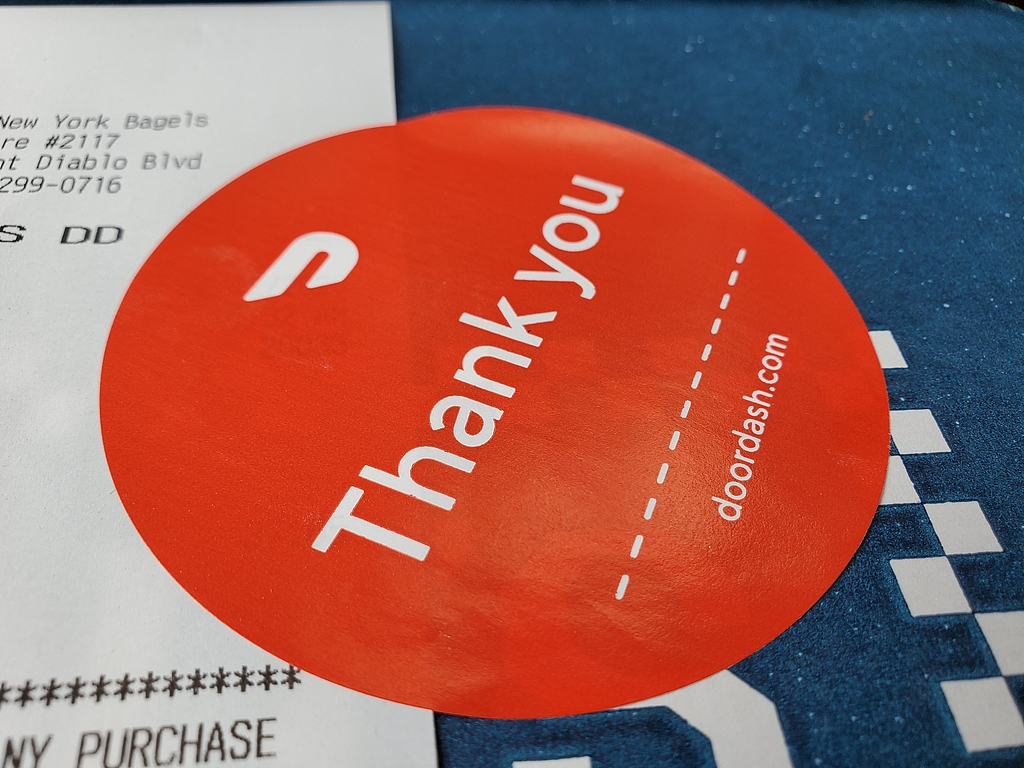 New York Bagels
re #2117
nt Diablo Blvd
299-0716
S DD
Thank you
doordash.com
*************
NY PURCHASE